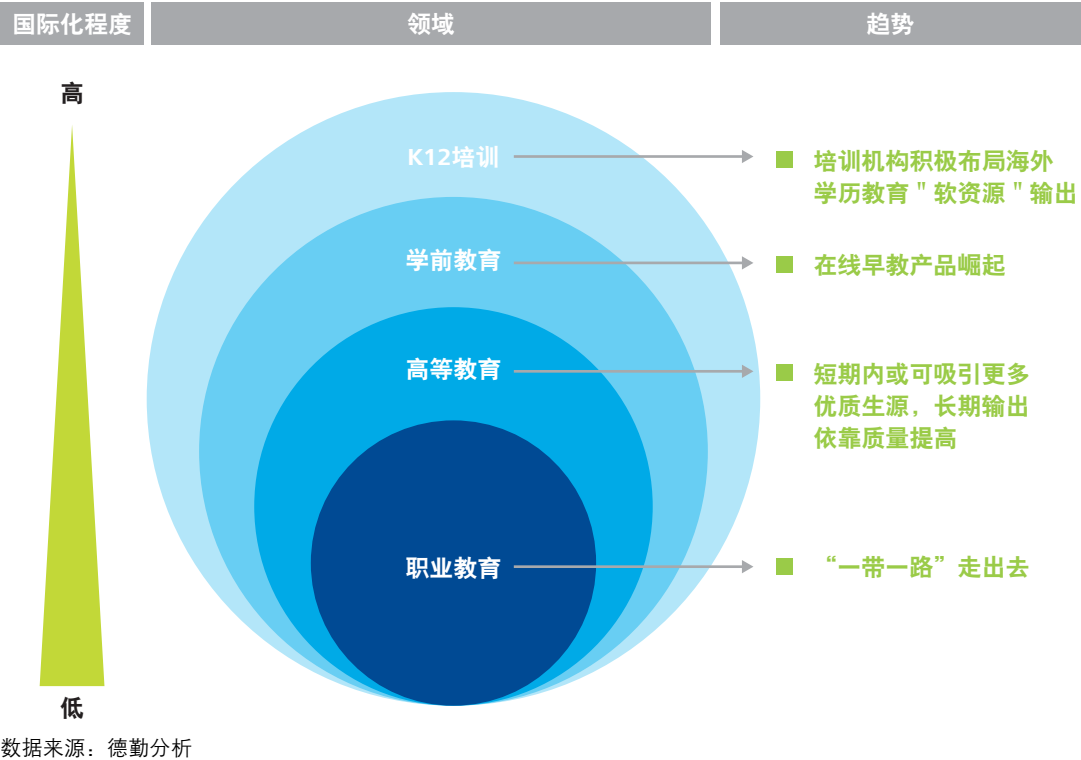 国际化程度
领域
趋势
高
K12培训
培训机构积极布局海外
学历教育"软资源"输出
学前教育
在线早教产品崛起
高等教育
短期内或可吸引更多
优质生源，长期输出
依靠质量提高
职业教育
“一带一路”走出去
低
数据来源：德勤分析